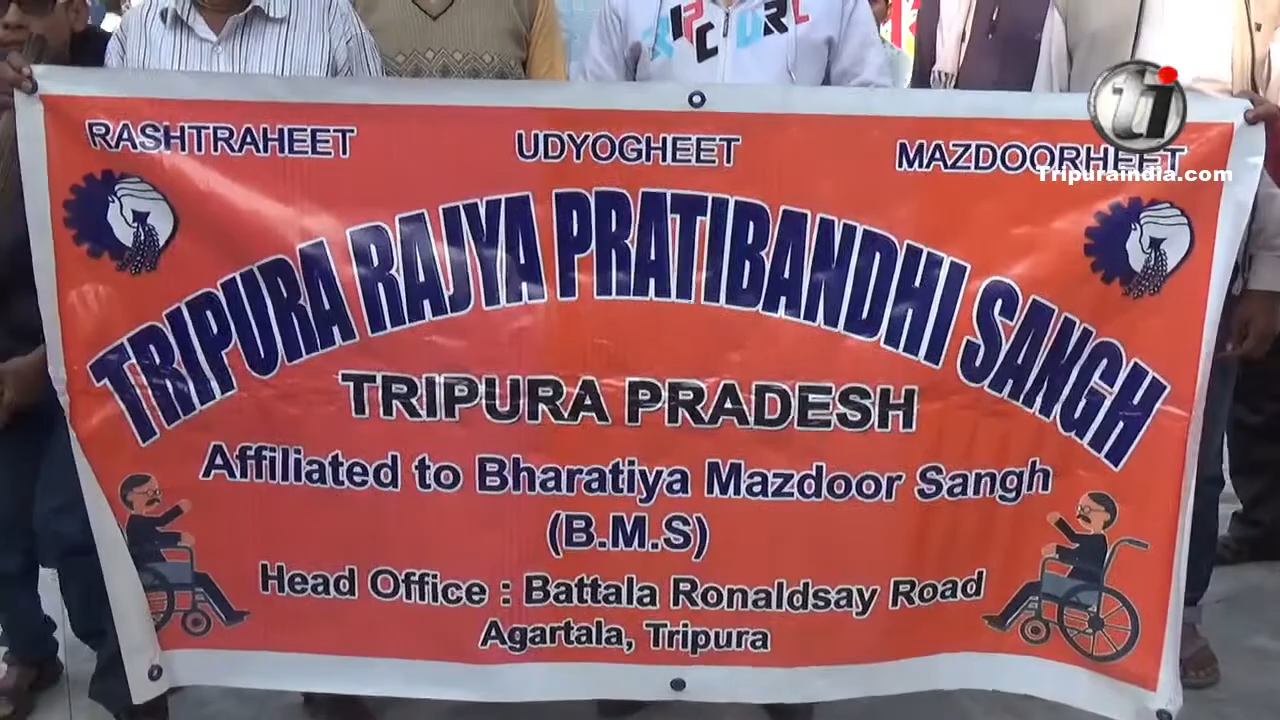 RASHTRAHEET UDYOGHEET MAZDOORHEET
Tripuraindia.com
TRIPURA RAJYA PRATIBANDHI SANGH
TRIPURA PRADESH
Affiliated to Bharatiya Mazdoor Sangh
(B.M.S)
Head Office : Battala Ronaldsay Road
Agartala, Tripura